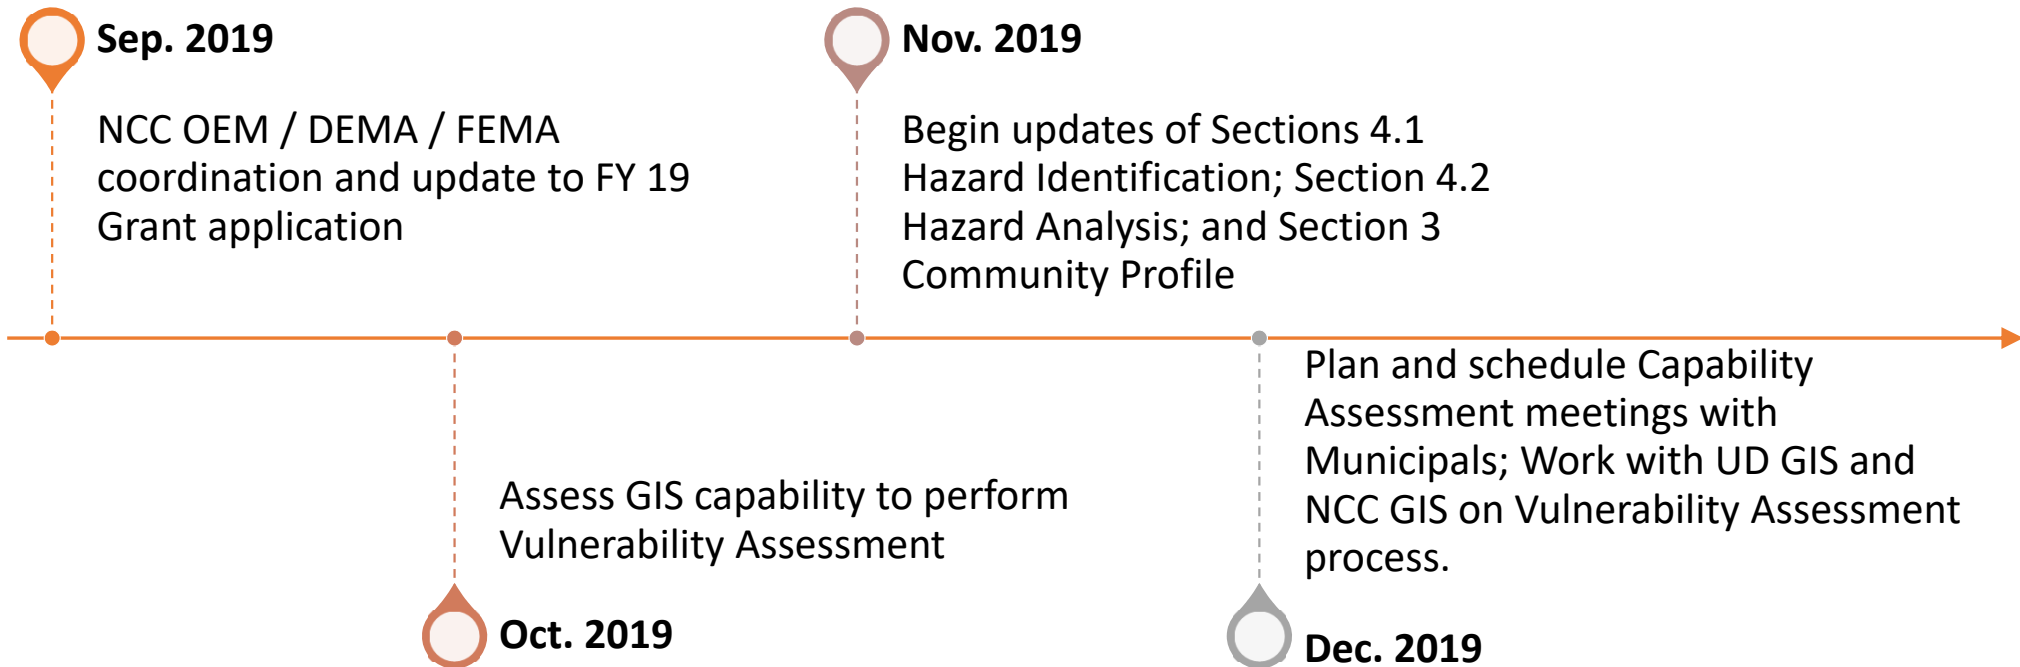 Sep. 2019
NCC OEM / DEMA / FEMA
coordination and update to FY 19
Grant application
Assess GIS capability to perform
Vulnerability Assessment
Oct. 2019
Nov. 2019
Begin updates of Sections 4.1
Hazard Identification; Section 4.2
Hazard Analysis; and Section 3
Community Profile
Plan and schedule Capability
Assessment meetings with
Municipals; Work with UD GIS and
NCC GIS on Vulnerability Assessment
process.
Dec. 2019